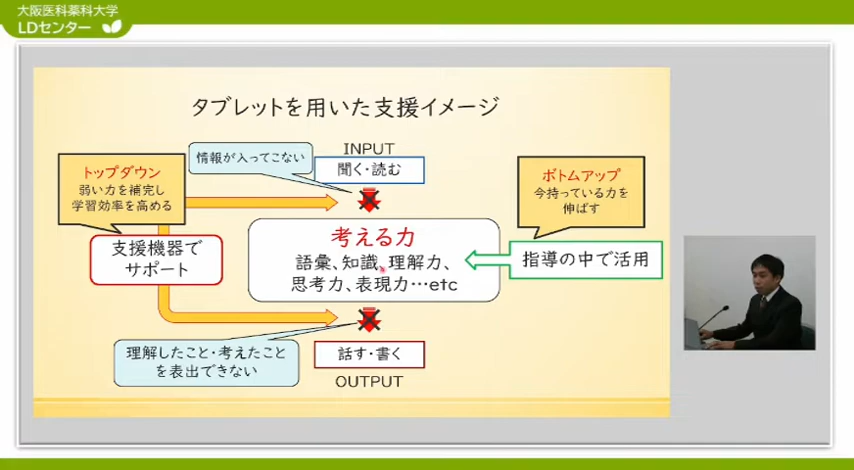 大阪医科薬科大学
LDセンター
タブレットを用いた支援イメージ
トップダウン
弱い力を補完し
学習効率を高める
情報が入ってこない
INPUT
聞く・読む
ボトムアップ
今持っている力を
伸ばす
支援機器で
サポート
考える力
語彙、知識、理解力、
思考力、表現力…etc
指導の中で活用
理解したこと・考えたこと
を表出できない
話す・書く
OUTPUT